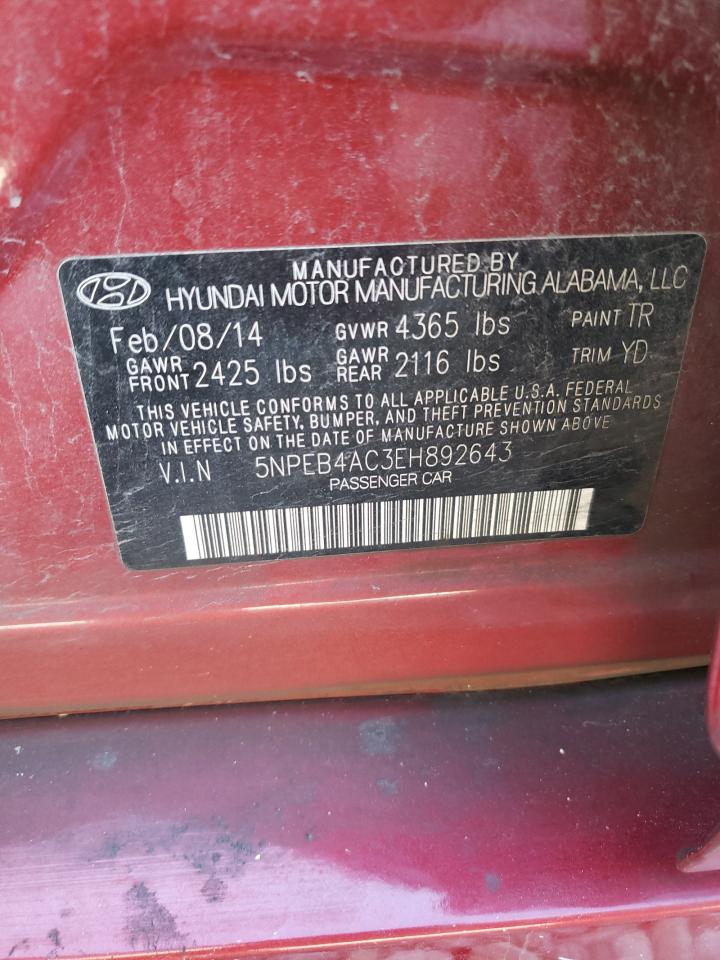 MANUFACTURED BY
HYUNDAI MOTOR MANUFACTURING ALABAMA, LLC
Feb/08/14 GVWR 4365 lbs PAINT TR
GAWR FRONT 2425 lbs GAWR REAR 2116 lbs TRIM YD
THIS VEHICLE CONFORMS TO ALL APPLICABLE U.S.A. FEDERAL
MOTOR VEHICLE SAFETY, BUMPER, AND THEFT PREVENTION STANDARDS
IN EFFECT ON THE DATE OF MANUFACTURE SHOWN ABOVE
V.I.N 5NPEB4AC3EH892643
PASSENGER CAR